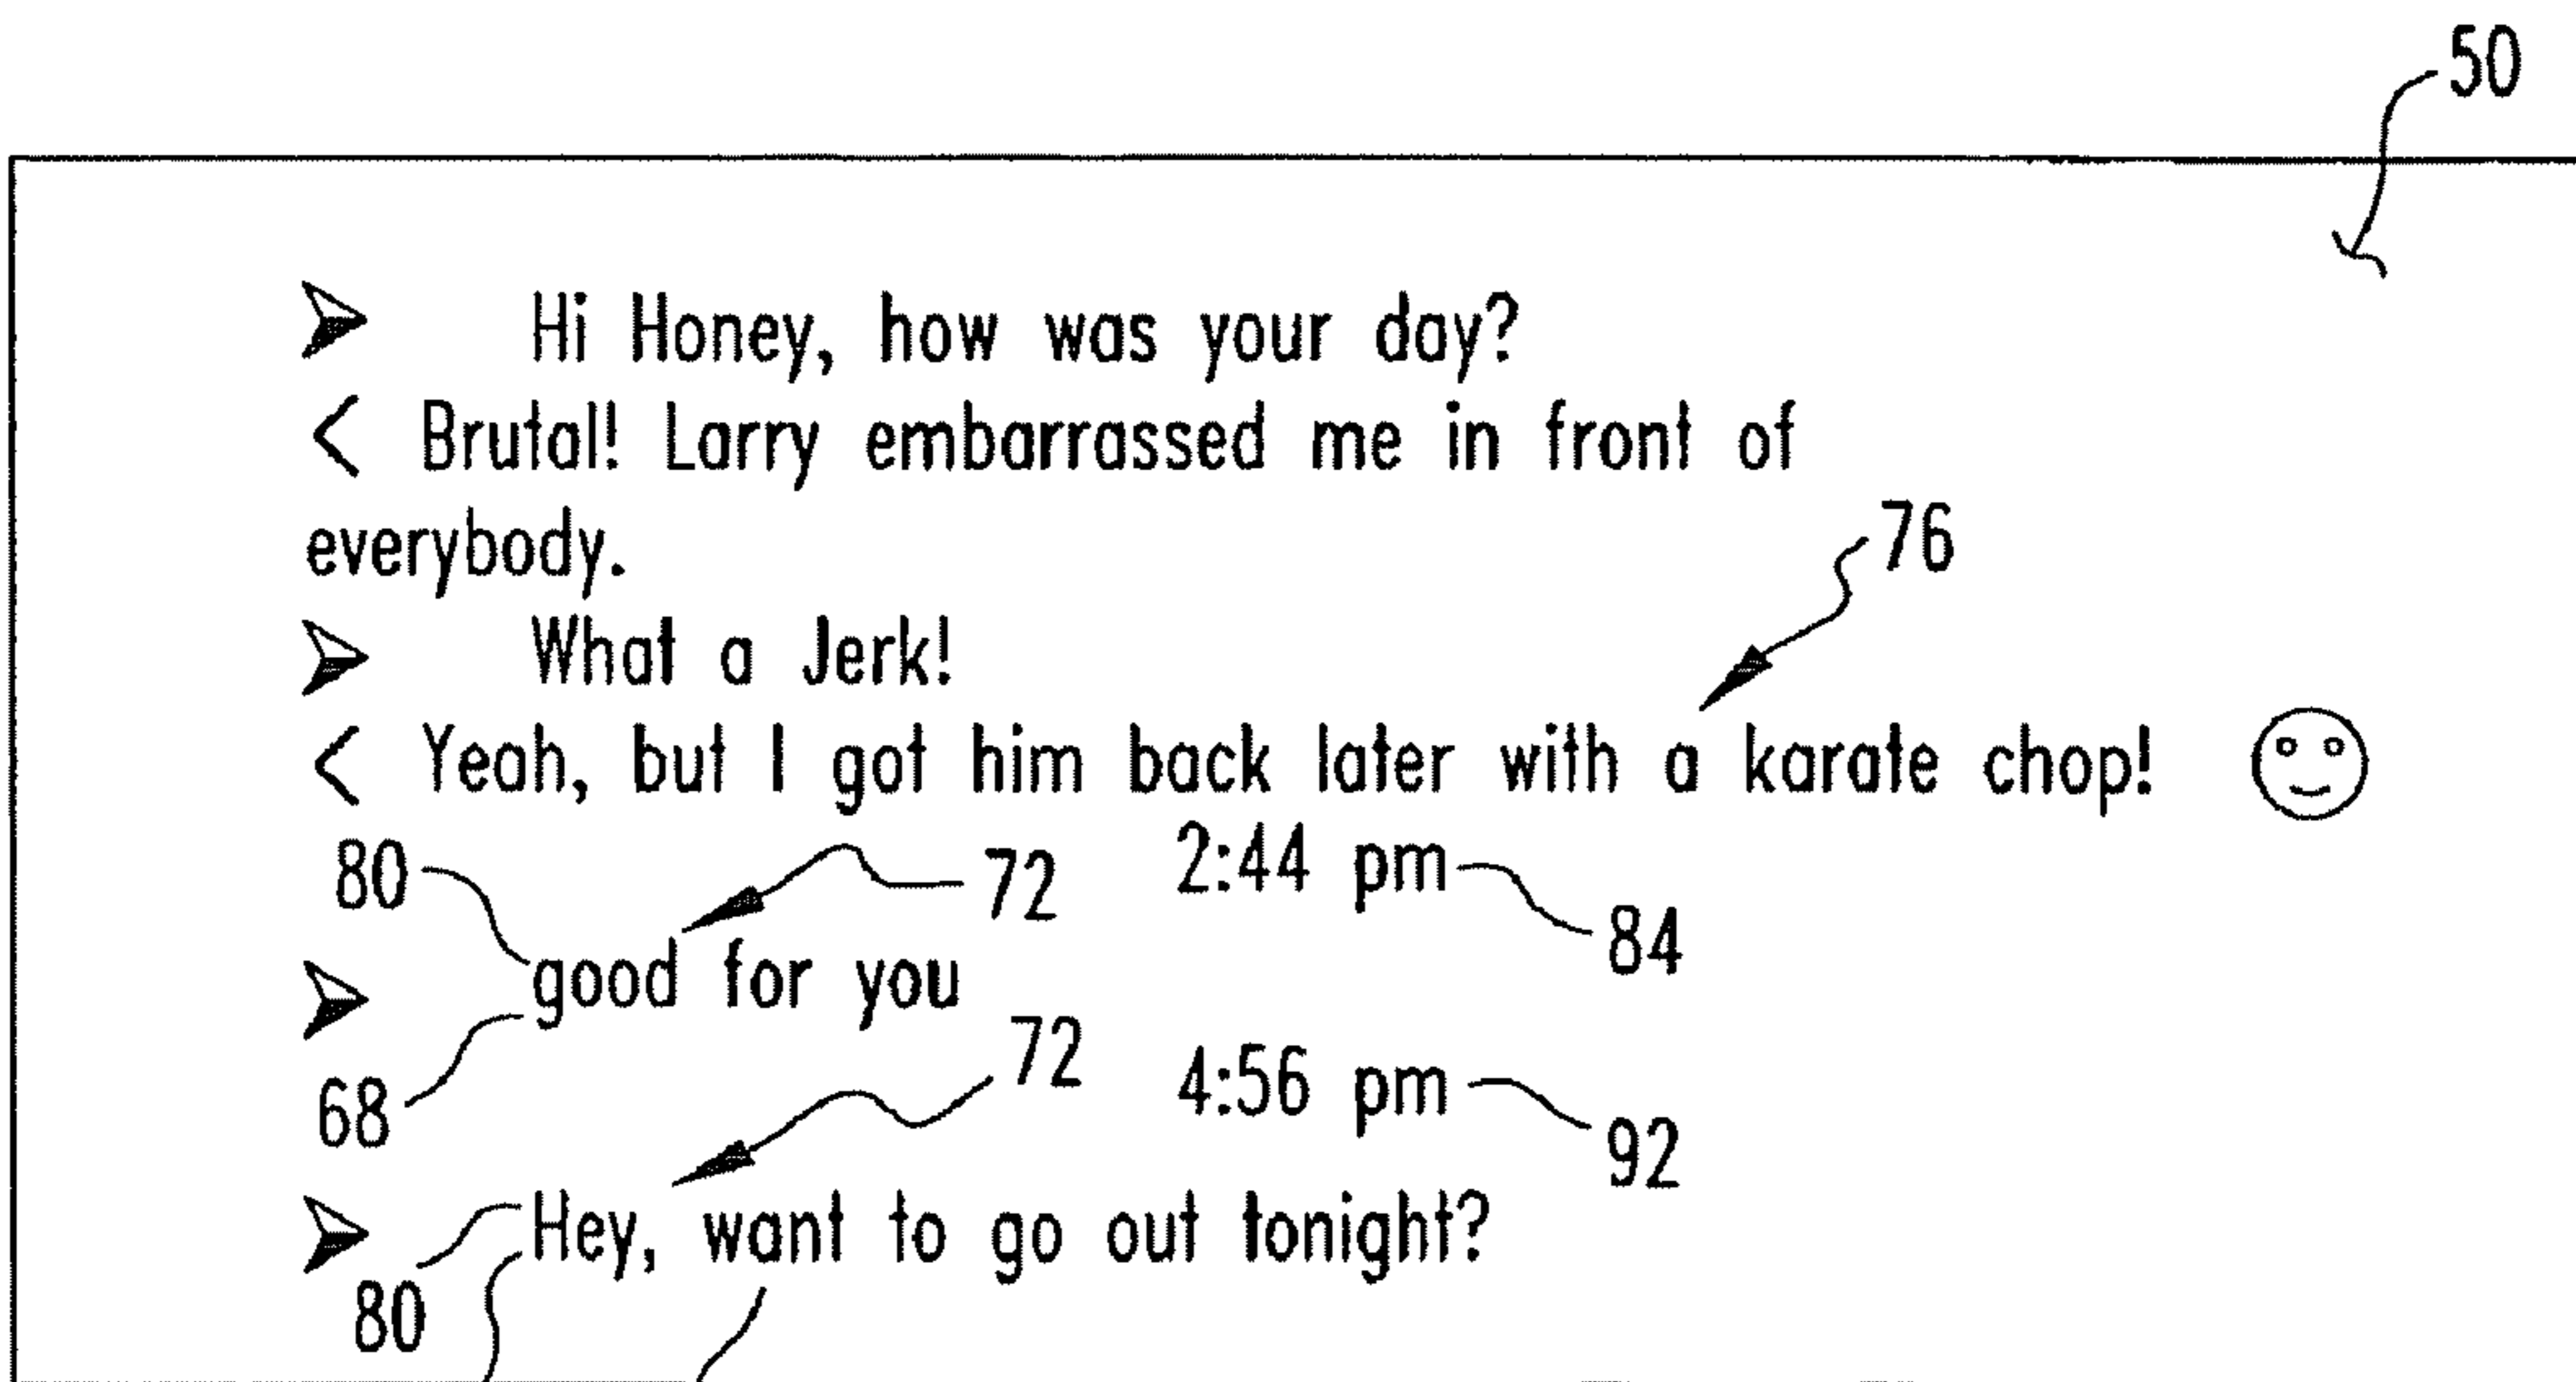 50
➢ Hi Honey, how was your day?
< Brutal! Larry embarrassed me in front of
everybody.
76
➢ What a Jerk!
< Yeah, but I got him back later with a karate chop! ☺
80 72 2:44 pm 84
➢ good for you
68 72 4:56 pm 92
➢ Hey, want to go out tonight?
80